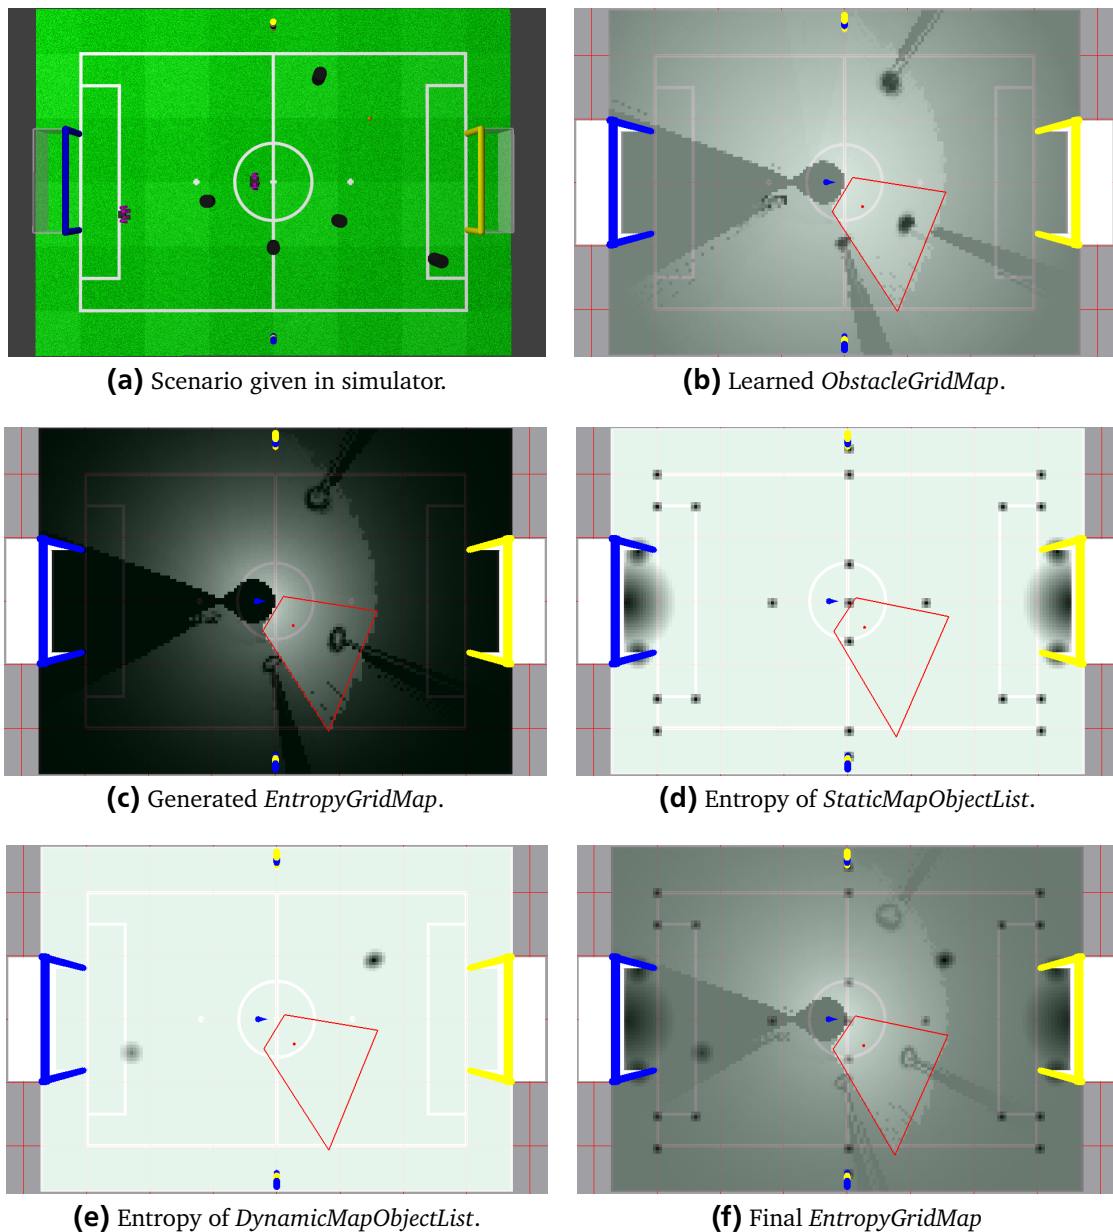 (a) Scenario given in simulator.
(b) Learned ObstacleGridMap.
(c) Generated EntropyGridMap.
(d) Entropy of StaticMapObjectList.
(e) Entropy of DynamicMapObjectList.
(f) Final EntropyGridMap